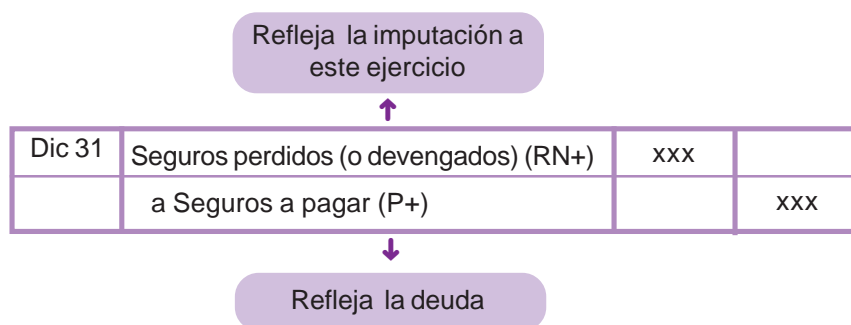 Refleja la imputación a
este ejercicio
Dic 31 Seguros perdidos (o devengados) (RN+) xxx
a Seguros a pagar (P+) xxx
Refleja la deuda